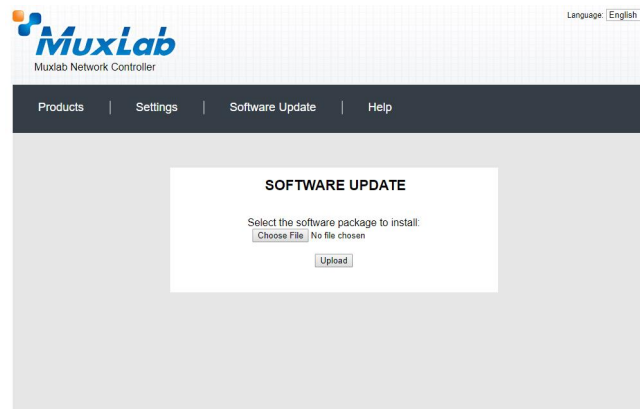 Language: English
MuxLab
Muxlab Network Controller
Products | Settings | Software Update | Help
SOFTWARE UPDATE
Select the software package to install:
Choose File No file chosen
Upload